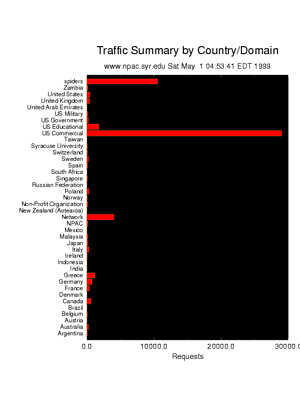 Traffic Summary by Country/Domain
www.npac.syr.edu Sat May 1 04:53:41 EDT 1999
spiders
Zambia
United States
United Kingdom
United Arab Emirates
US Military
US Government
US Educational
US Commercial
Taiwan
Syracuse University
Switzerland
Sweden
Spain
South Africa
Singapore
Russian Federation
Poland
Norway
Non-Profit Organization
New Zealand (Aotearoa)
Network
NPAC
Mexico
Malaysia
Japan
Italy
Ireland
Indonesia
India
Greece
Germany
France
Denmark
Canada
Brazil
Belgium
Austria
Australia
Argentina
0.0 10000.0 20000.0 30000.0
Requests